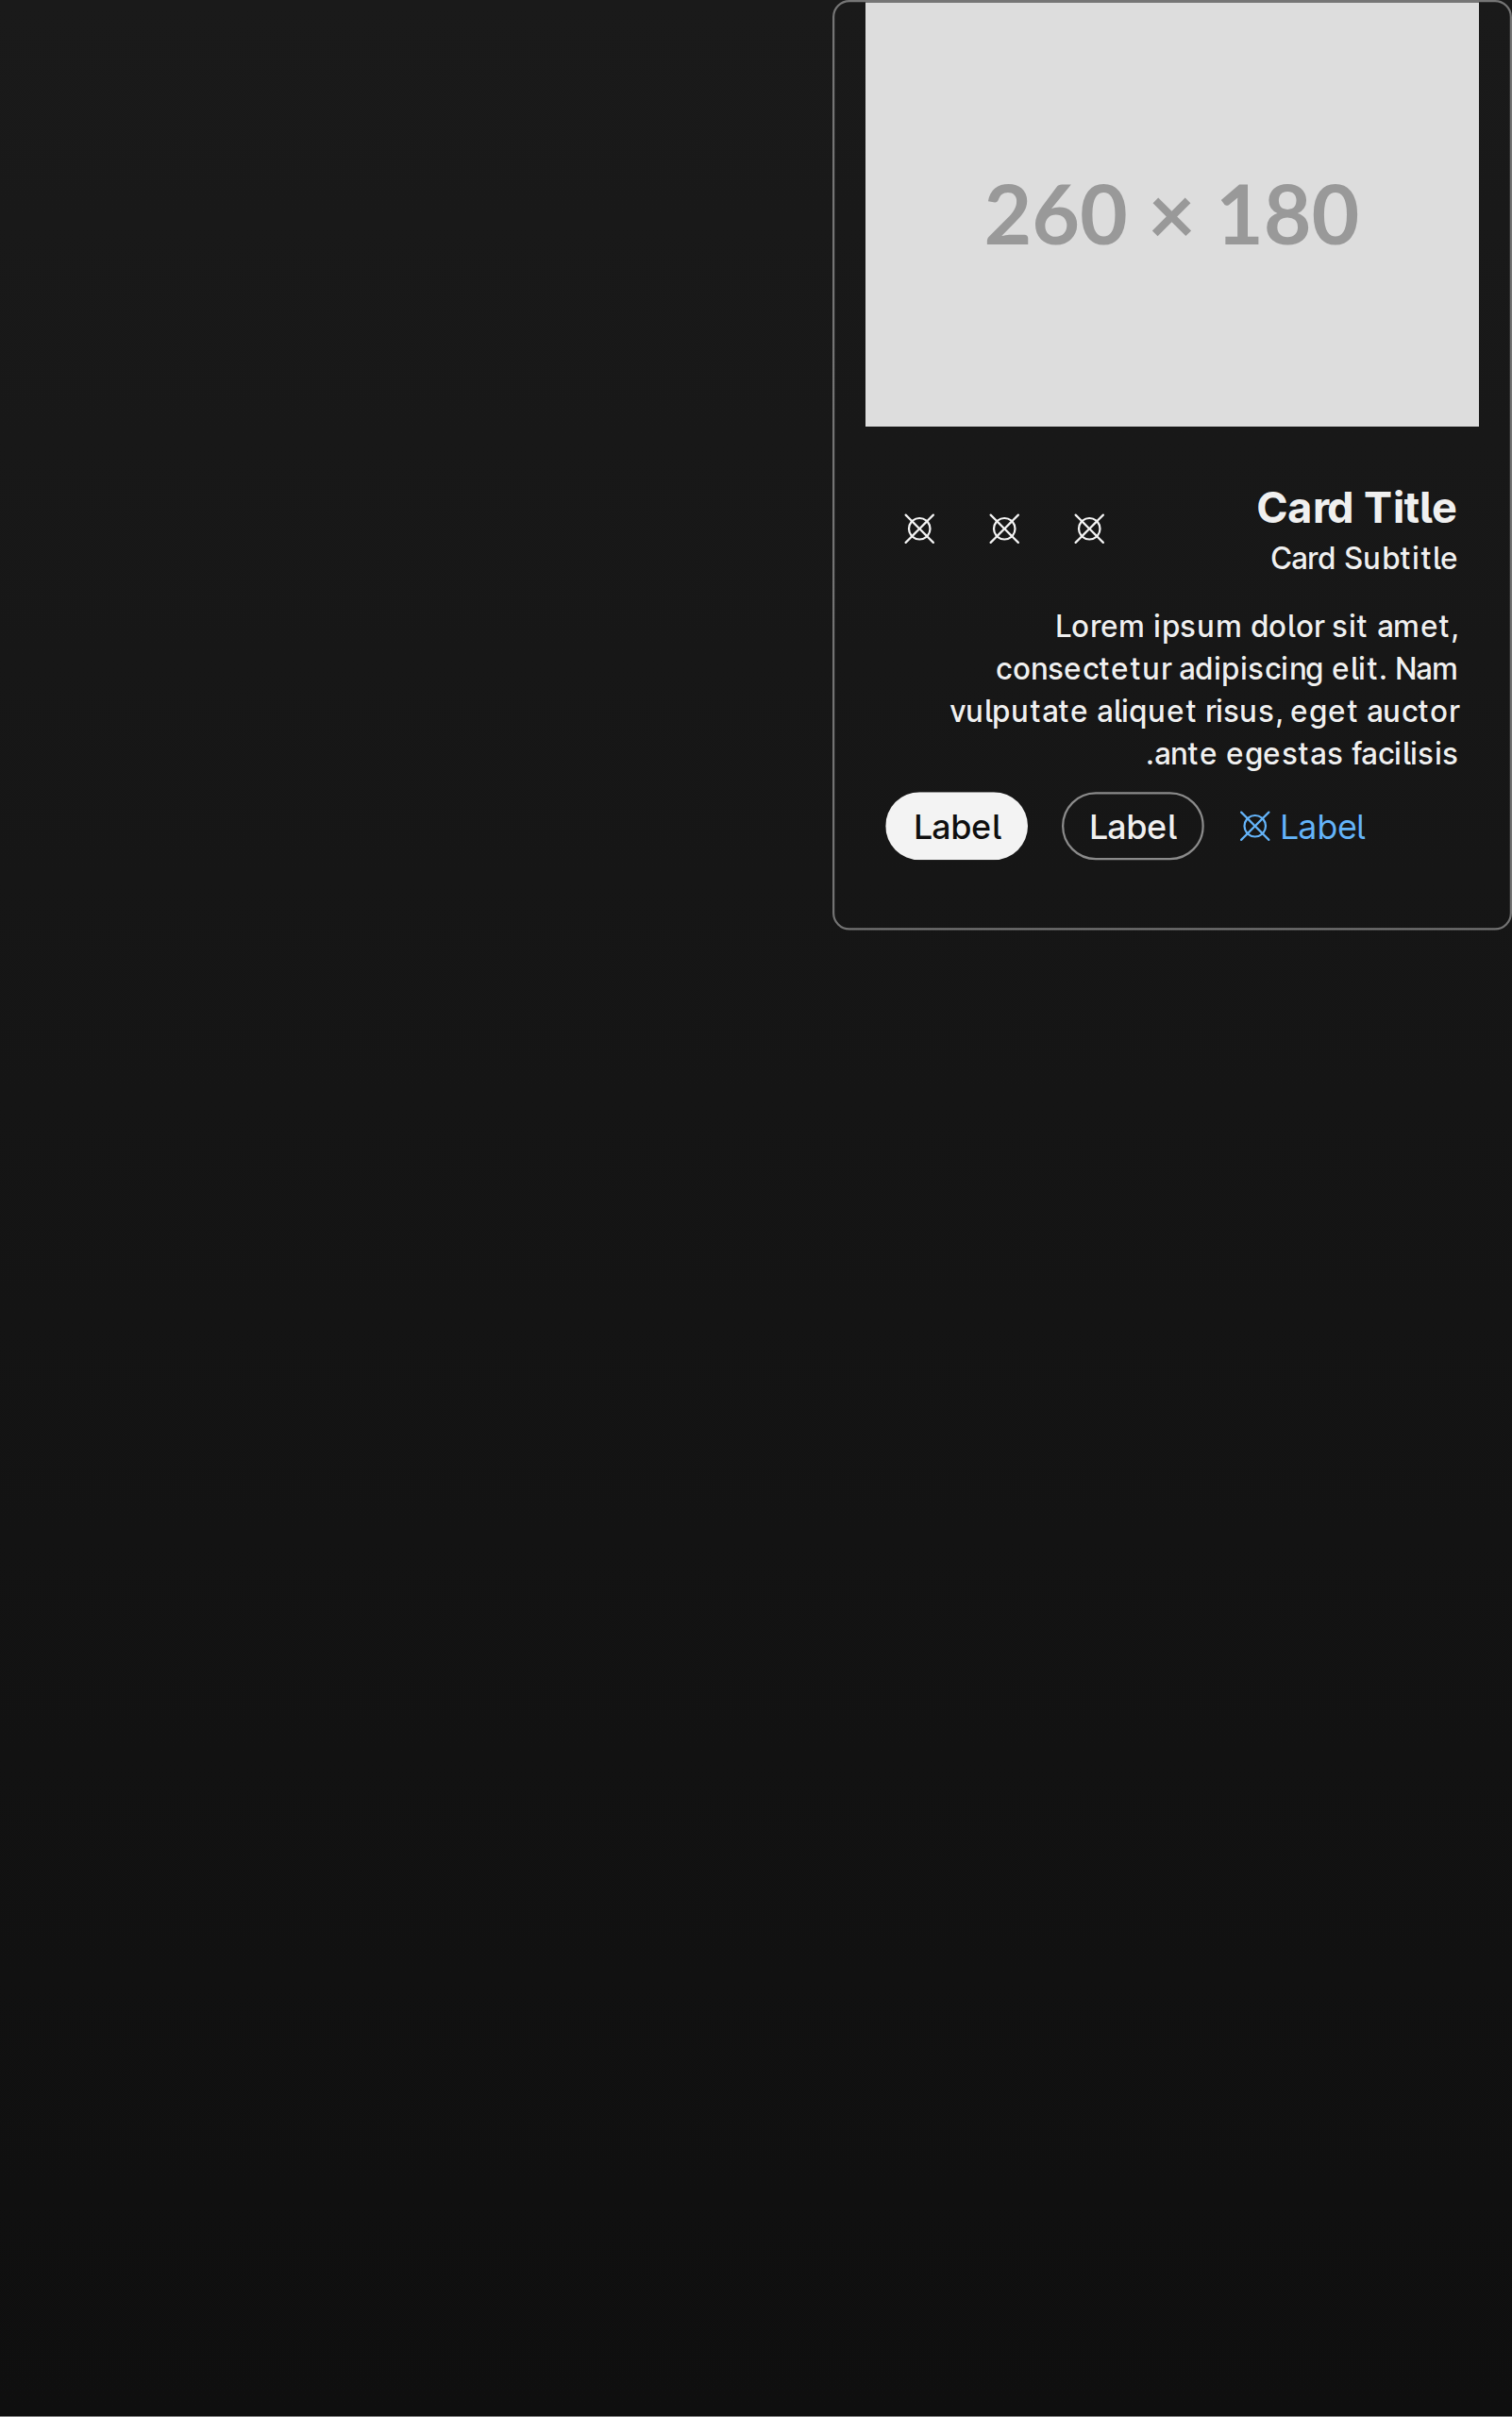 260 × 180
Card Title
Card Subtitle
Lorem ipsum dolor sit amet,
consectetur adipiscing elit. Nam
vulputate aliquet risus, eget auctor
.ante egestas facilisis
Label
Label
Label